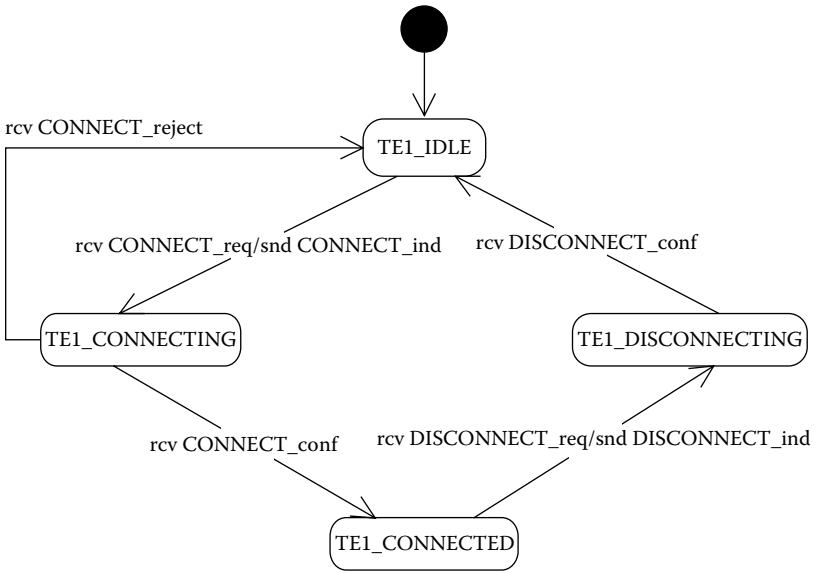 rcv CONNECT_reject
TE1_IDLE
rcv CONNECT_req/snd CONNECT_ind
rcv DISCONNECT_conf
TE1_CONNECTING
TE1_DISCONNECTING
rcv CONNECT_conf
rcv DISCONNECT_req/snd DISCONNECT_ind
TE1_CONNECTED